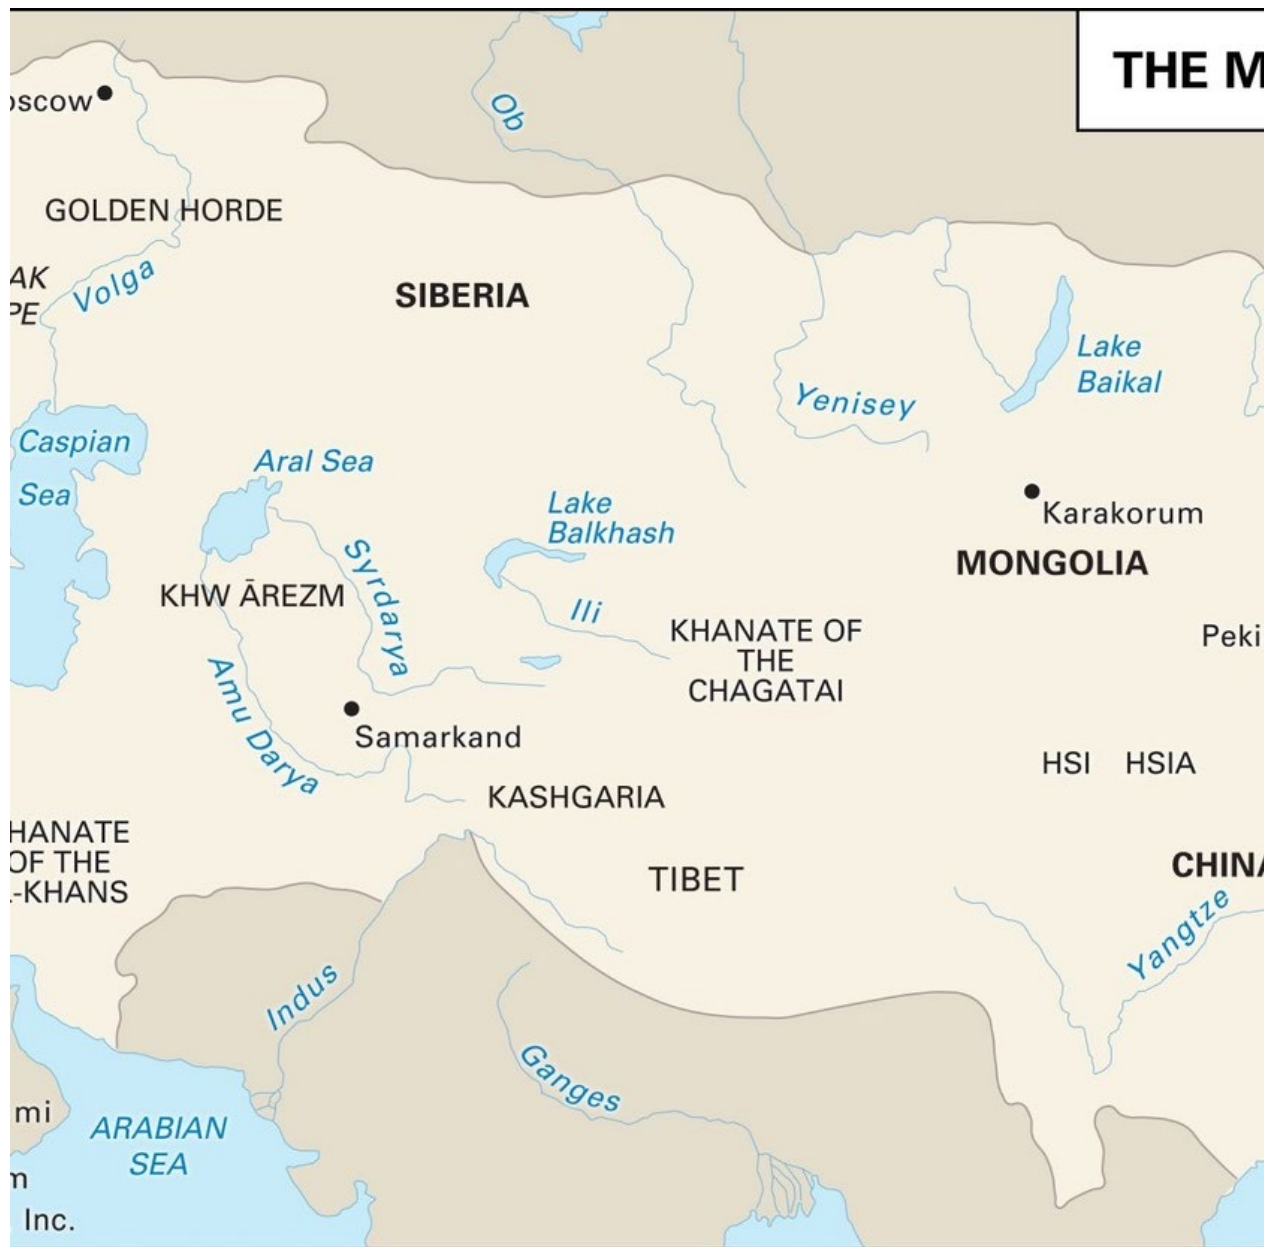 THE M
Ob
oscow
GOLDEN HORDE
Volga
AK
PE
SIBERIA
Lake
Baikal
Yenisey
Caspian
Sea
Aral Sea
Lake
Balkhash
Karakorum
MONGOLIA
Syrdarya
KHW ĀREZM
Ili
KHANATE OF
THE
CHAGATAI
Peki
Amu Darya
Samarkand
HSI HSIA
KASHGARIA
HANATE
OF THE
L-KHANS
TIBET
CHINA
Yangtze
Indus
Ganges
mi
ARABIAN
SEA
m
Inc.